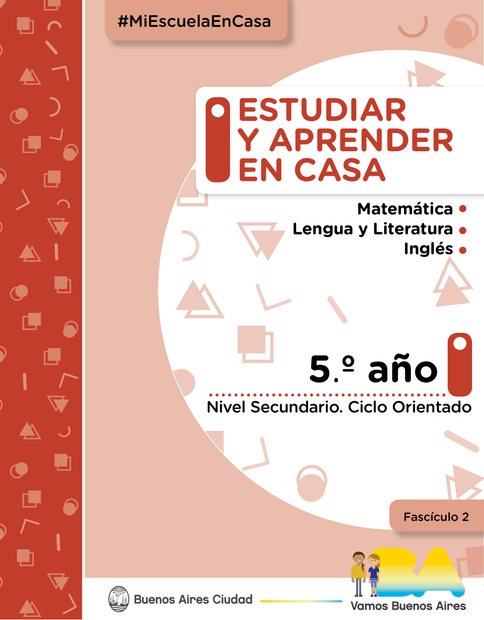 #MiEscuelaEnCasa
ESTUDIAR
Y APRENDER
EN CASA
Matemática
Lengua y Literatura
Inglés
5.º año
Nivel Secundario. Ciclo Orientado
Fascículo 2
BA
Buenos Aires Ciudad
Vamos Buenos Aires